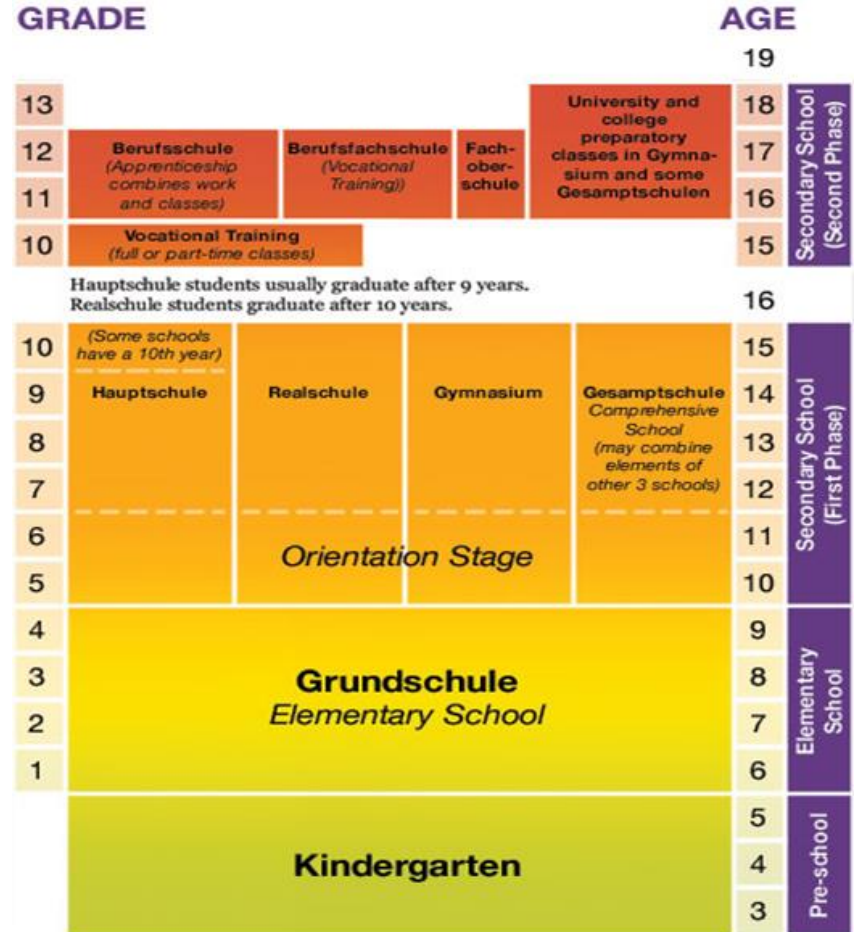 GRADE
AGE
19
13
18
12
17
11
16
10
15
University and
college
preparatory
classes in Gymna-
sium and some
Gesamptschulen
Berufsschule
(Apprenticeship
combines work
and classes)
Berufsfachschule
(Vocational
Training))
Fach-
ober-
schule
Vocational Training
(full or part-time classes)
Secondary School
(Second Phase)
Hauptschule students usually graduate after 9 years.
Realschule students graduate after 10 years.
16
10
15
9
14
8
13
7
12
6
11
5
10
(Some schools
have a 10th year)
Hauptschule
Realschule
Gymnasium
Gesamptschule
Comprehensive
School
(may combine
elements of
other 3 schools)
Orientation Stage
Secondary School
(First Phase)
4
9
3
8
2
7
1
6
Grundschule
Elementary School
Elementary
School
5
4
3
Kindergarten
Pre-school